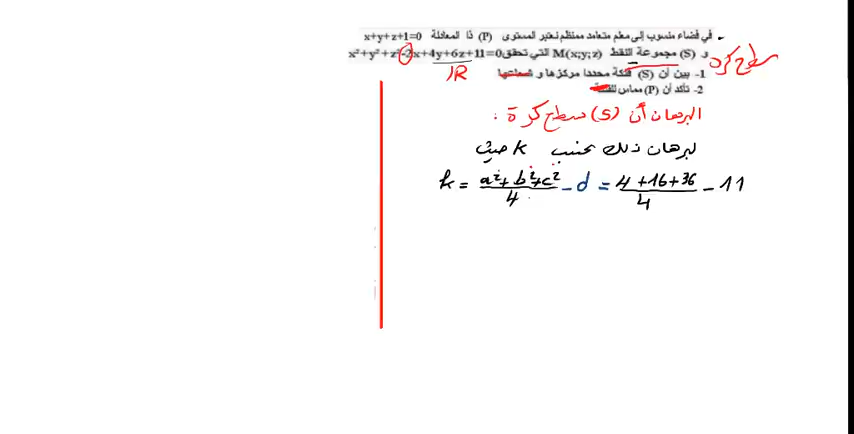 في فضاء منسوب إلى معلم متعامد ممنظم نعتبر المستوى (P) ذا المعادلة x+y+z+1=0
و (S) مجموعة النقط M(x;y;z) التي تحقق x²+y²+z²-2x+4y+6z+11=0
سطح كرة
IR
1- بين أن (S) فلكة محددا مركزها و شعاعها
2- تأكد أن (P) مماس
البرهان أن (S) سطح كرة :
لبرهان ذلك نحسب k حيث
k = (a²+b²+c²)/4 - d = (4+16+36)/4 - 11